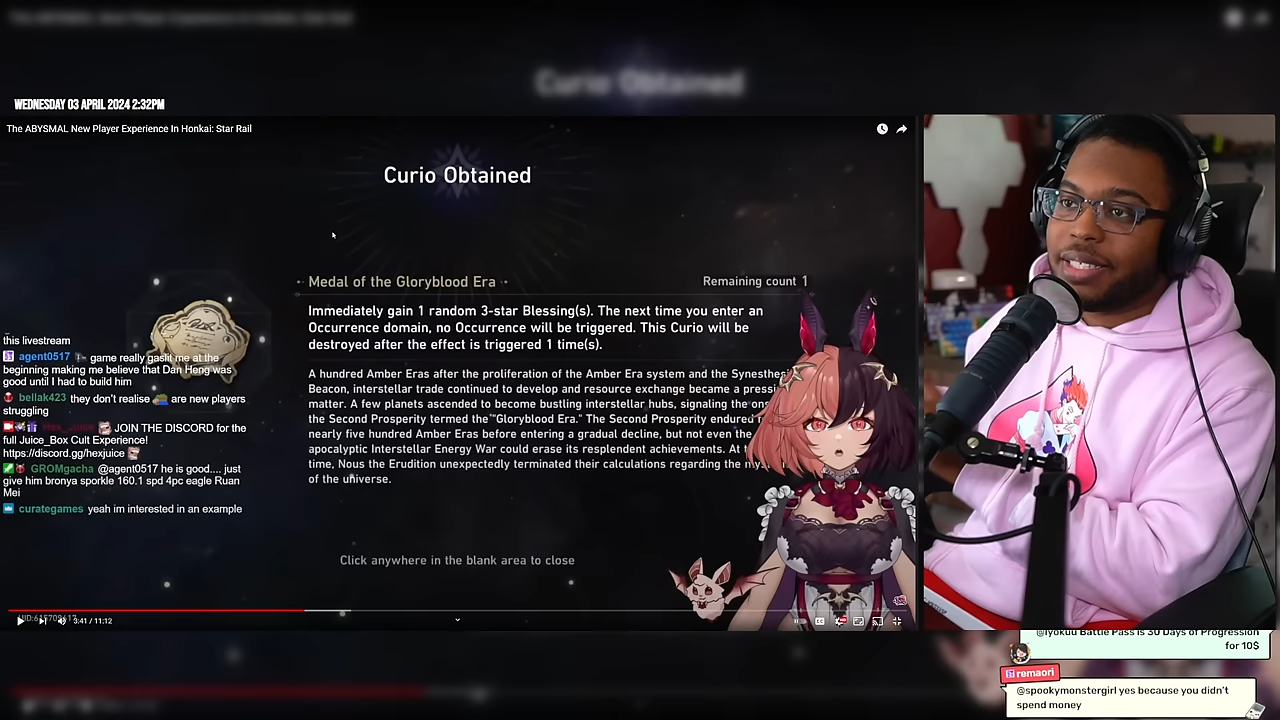 WEDNESDAY 03 APRIL 2024 2:32PM
The ABYSMAL New Player Experience In Honkai: Star Rail
Curio Obtained
Curio Obtained
Medal of the Gloryblood Era
Remaining count 1
Immediately gain 1 random 3-star Blessing(s). The next time you enter an
Occurrence domain, no Occurrence will be triggered. This Curio will be
destroyed after the effect is triggered 1 time(s).
A hundred Amber Eras after the proliferation of the Amber Era system and the Synesthes
Beacon, interstellar trade continued to develop and resource exchange became a pressi
matter. A few planets ascended to become bustling interstellar hubs, signaling the ons
the Second Prosperity termed the "Gloryblood Era." The Second Prosperity endured
nearly five hundred Amber Eras before entering a gradual decline, but not even the
apocalyptic Interstellar Energy War could erase its resplendent achievements. At
time, Nous the Erudition unexpectedly terminated their calculations regarding the
of the universe.
Click anywhere in the blank area to close
this livestream
agent0517 game really gaslit me at the
beginning making me believe that Dan Heng was
good until I had to build him
bellak423 they don't realise are new players
struggling
Hex_Juice JOIN THE DISCORD for the
full Juice_Box Cult Experience!
https://discord.gg/hexjuice
GROMgacha @agent0517 he is good.... just
give him bronya sporkle 160.1 spd 4pc eagle Ruan
Mei
curategames yeah im interested in an example
3:41 / 11:12
@lyokuu Battle Pass is 30 Days of Progression
for 10$
remaori
@spookymonstergirl yes because you didn't
spend money